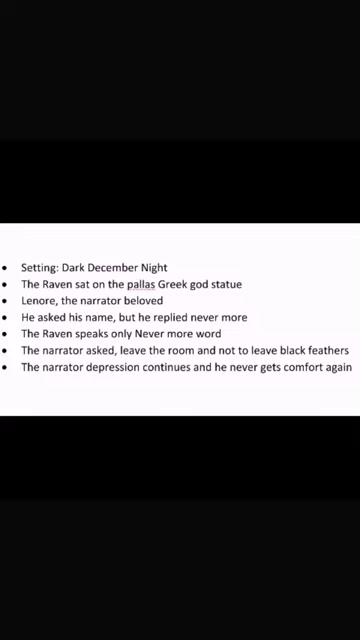 • Setting: Dark December Night
• The Raven sat on the pallas Greek god statue
• Lenore, the narrator beloved
• He asked his name, but he replied never more
• The Raven speaks only Never more word
• The narrator asked, leave the room and not to leave black feathers
• The narrator depression continues and he never gets comfort again